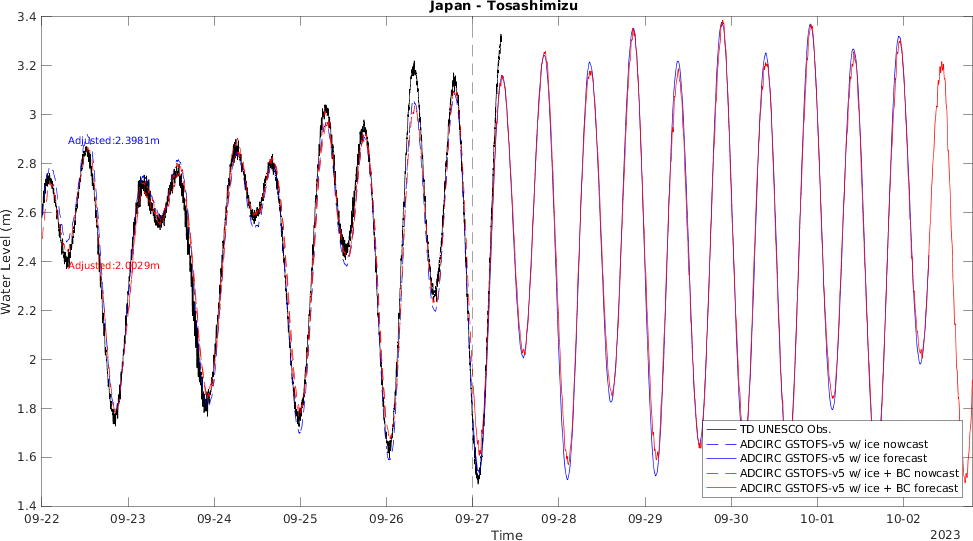 Japan - Tosashimizu
3.4
3.2
3
2.8
2.6
2.4
2.2
2
1.8
1.6
1.4
Water Level (m)
Adjusted:2.3981m
Adjusted:2.0029m
TD UNESCO Obs.
ADCIRC GSTOFS-v5 w/ ice nowcast
ADCIRC GSTOFS-v5 w/ ice forecast
ADCIRC GSTOFS-v5 w/ ice + BC nowcast
ADCIRC GSTOFS-v5 w/ ice + BC forecast
09-22 09-23 09-24 09-25 09-26 09-27 09-28 09-29 09-30 10-01 10-02
Time
2023